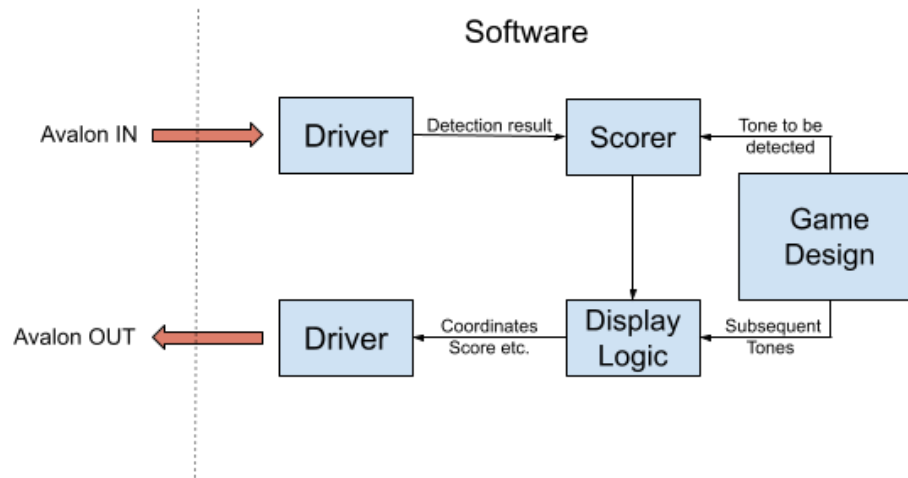 Software
Avalon IN
Driver
Detection result
Scorer
Tone to be
detected
Game
Design
Avalon OUT
Driver
Coordinates
Score etc.
Display
Logic
Subsequent
Tones